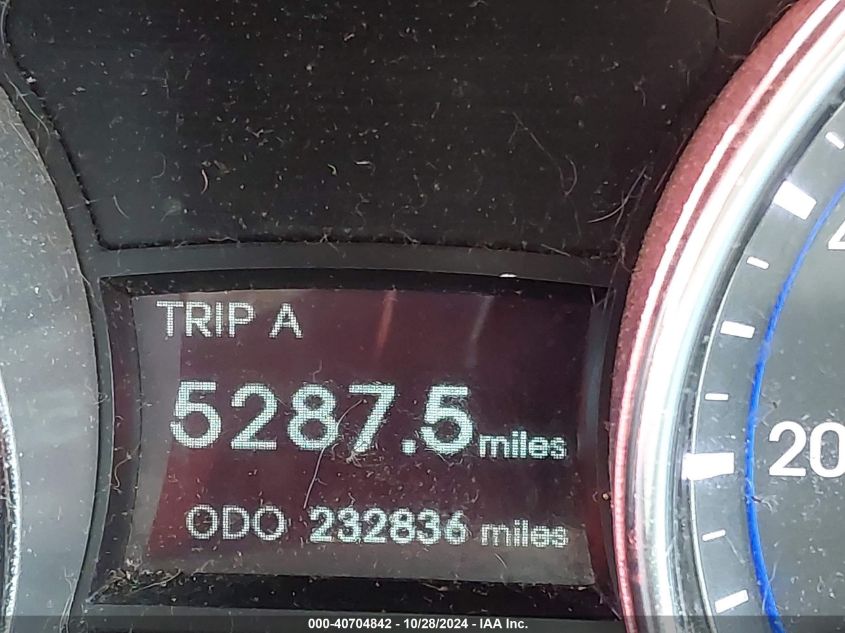 TRIP A
5287.5 miles
ODO 232836 miles
20
000-40704842 - 10/28/2024 - IAA Inc.